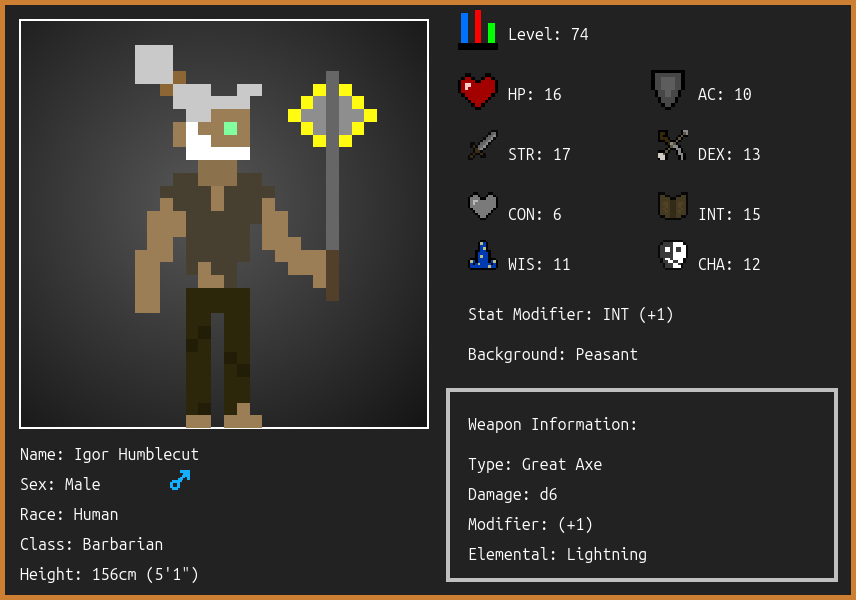 Level: 74
HP: 16
AC: 10
STR: 17
DEX: 13
CON: 6
INT: 15
WIS: 11
CHA: 12
Stat Modifier: INT (+1)
Background: Peasant
Weapon Information:
Type: Great Axe
Damage: d6
Modifier: (+1)
Elemental: Lightning
Name: Igor Humblecut
Sex: Male
Race: Human
Class: Barbarian
Height: 156cm (5'1")